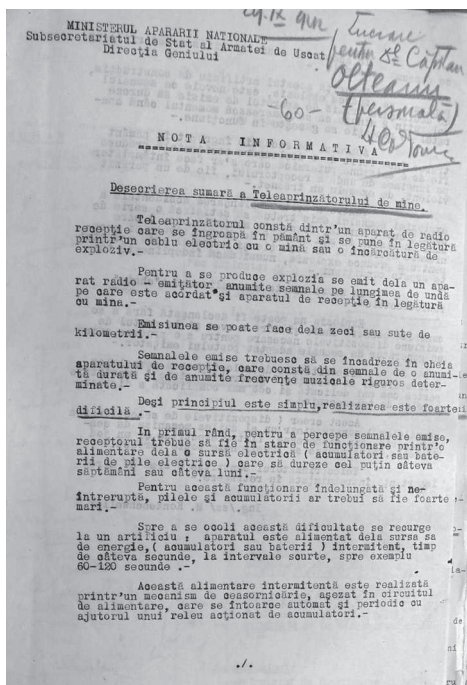 MINISTERUL APARARII NATIONALE
Subsecretariatul de Stat al Armatei de Uscat
Direcția Geniului
Lucrare
pentru dl Căpitan
Olteanu
(personală)
-60-
NOTA INFORMATIVA
Desecrierea sumară a Teleaprinzătorului de mine.
Teleaprinzătorul constă dintr'un aparat de radio
recepție care se îngroapă în pământ și se pune în legătură
printr'un cablu electric cu o mină sau o încărcătură de
exploziv.-
Pentru a se produce explozia se emit dela un apa-
rat radio - emițător anumite semnale pe lungimea de undă
pe care este acordat și aparatul de recepție în legătură
cu mina.-
Emisiunea se poate face dela zeci sau sute de
kilometrii.-
Semnalele emise trebuesc să se încadreze în cheia
aparatului de recepție, care constă din semnale de o anumi-
tă durată și de anumite frecvențe muzicale riguros deter-
minate.-
Deși principiul este simplu,realizarea este foarte
dificilă .-
In primul rând, pentru a percepe semnalele emise,
receptorul trebue să fie în stare de funcționare printr'o
alimentare dela o sursă electrică ( acumulatori sau bate-
rii de pile electrice ) care să dureze cel puțin câteva
săptămâni sau câteva luni.-
Pentru această funcționare îndelungată și ne-
întreruptă, pilele și acumulatorii ar trebui să fie foarte
mari.-
Spre a se ocoli această dificultate se recurge
la un artificiu ; aparatul este alimentat dela sursa sa
de energie,( acumulatori sau baterii ) intermitent, timp
de câteva secunde, la intervale scurte, spre exemplu
60-120 secunde .-
Această alimentare intermitentă este realizată
printr'un mecanism de ceasornicărie, așezat în circuitul
de alimentare, care se întoarce automat și periodic cu
ajutorul unui releu acționat de acumulatori.-
./.